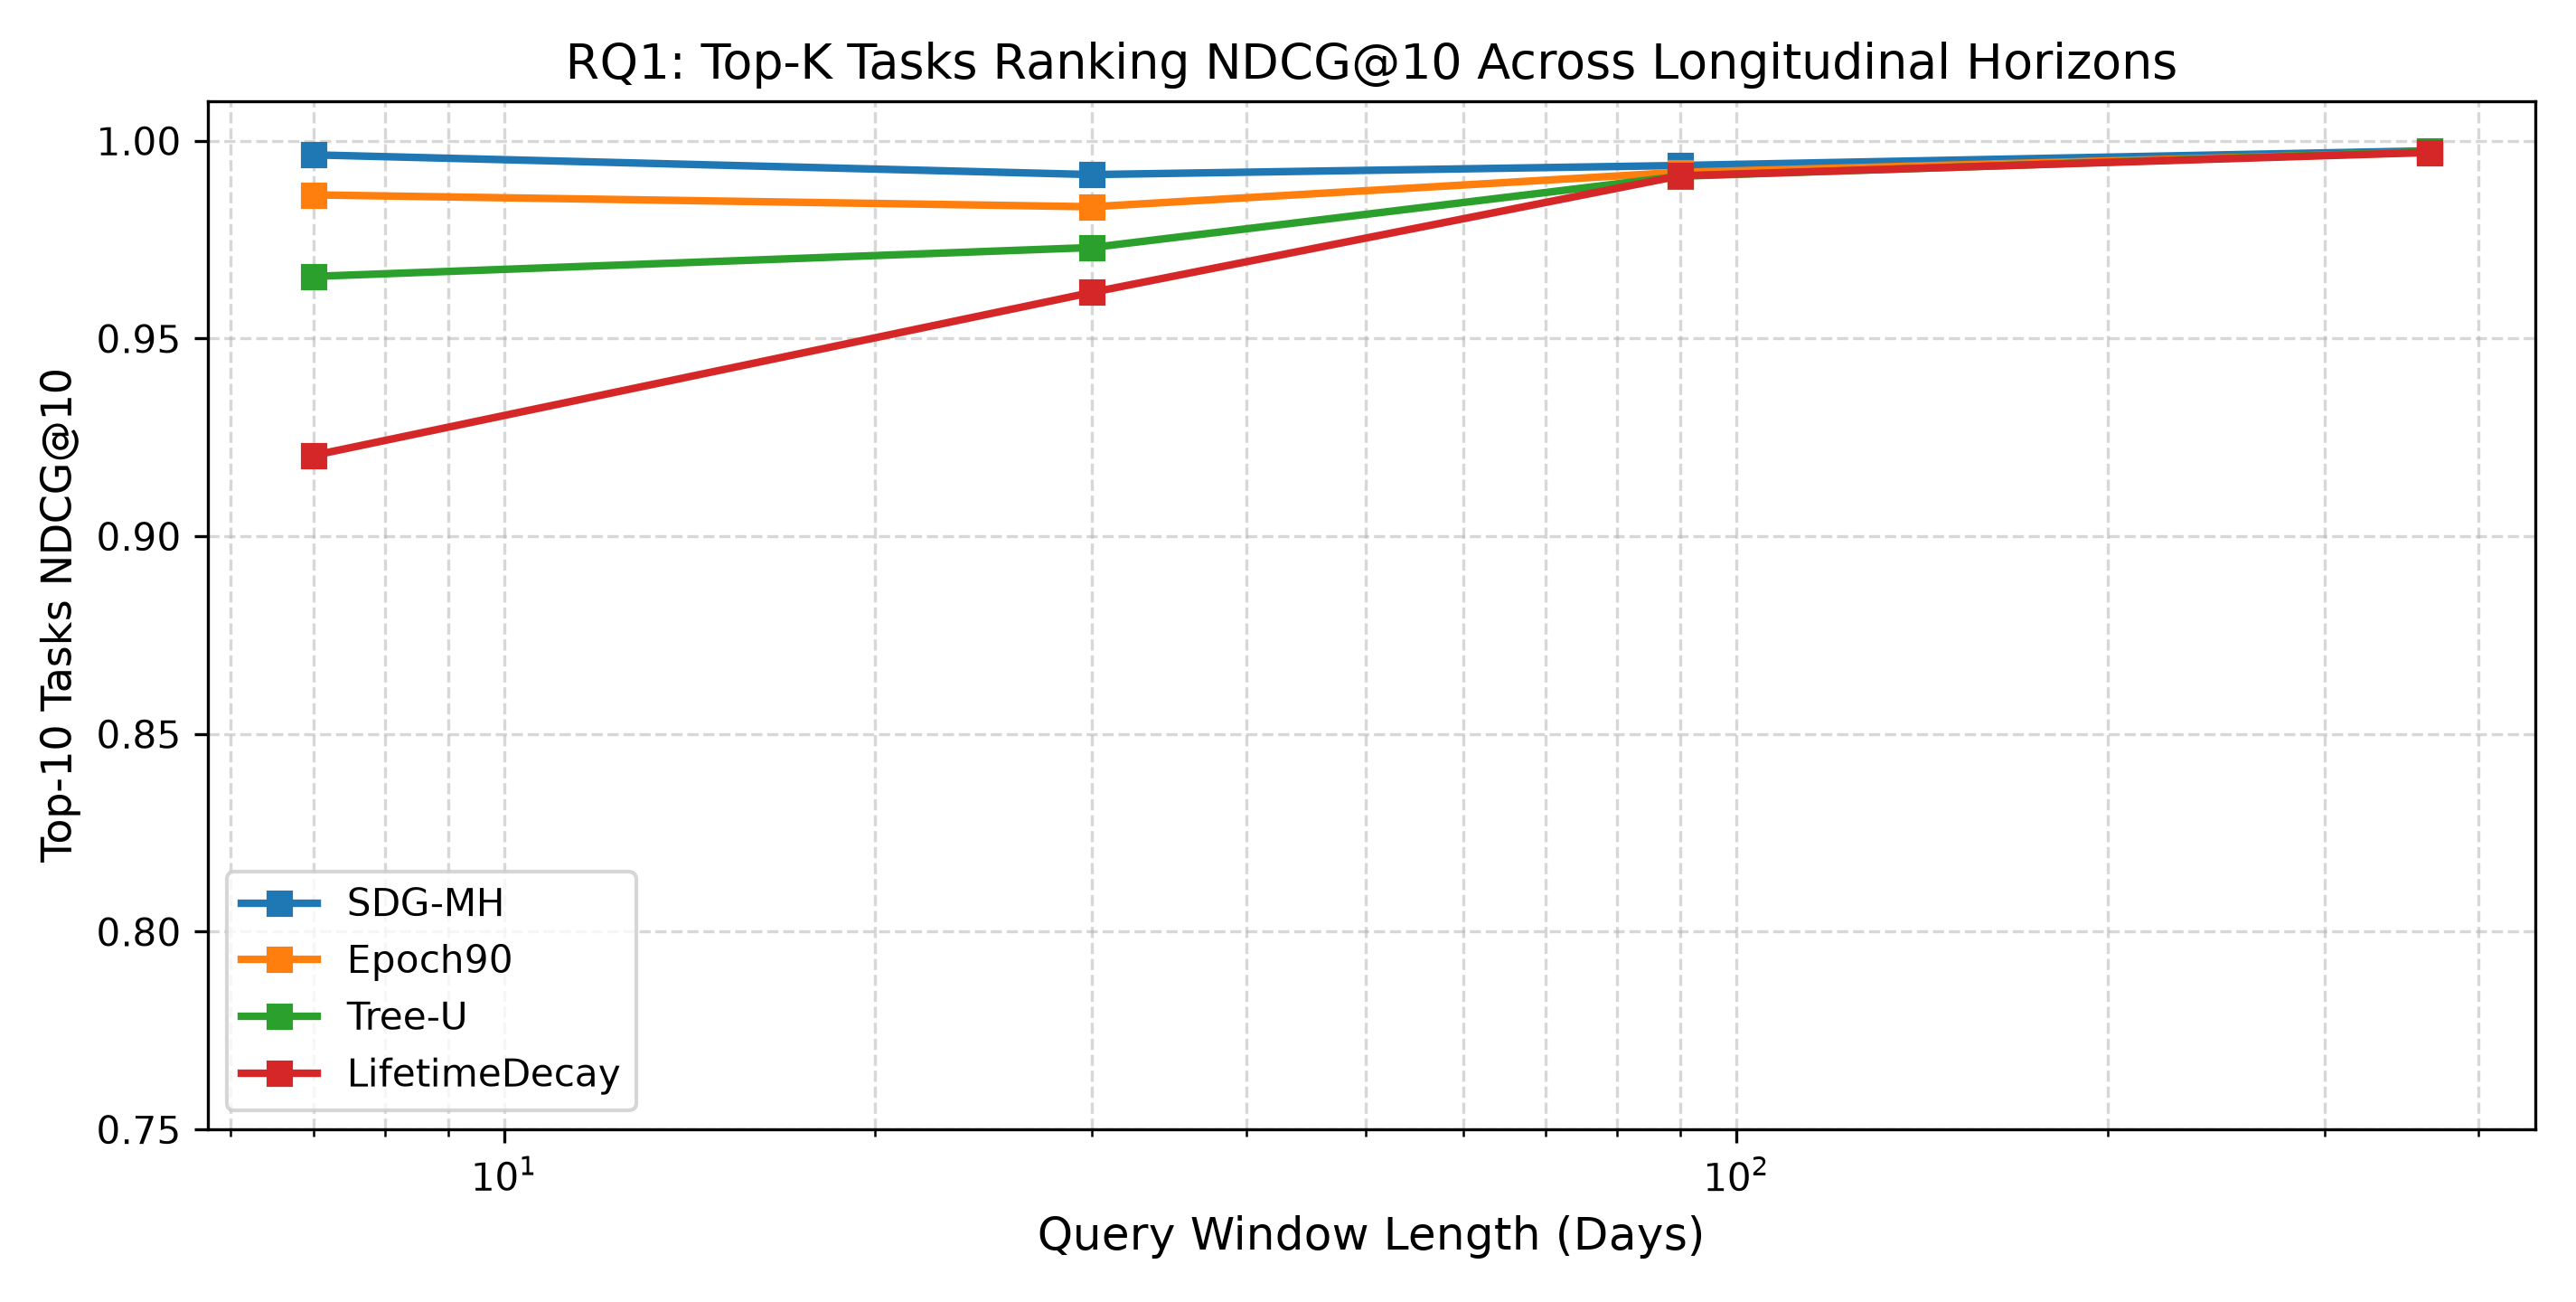 RQ1: Top-K Tasks Ranking NDCG@10 Across Longitudinal Horizons
Top-10 Tasks NDCG@10
1.00
0.95
0.90
0.85
0.80
0.75
SDG-MH
Epoch90
Tree-U
LifetimeDecay
10¹
10²
Query Window Length (Days)